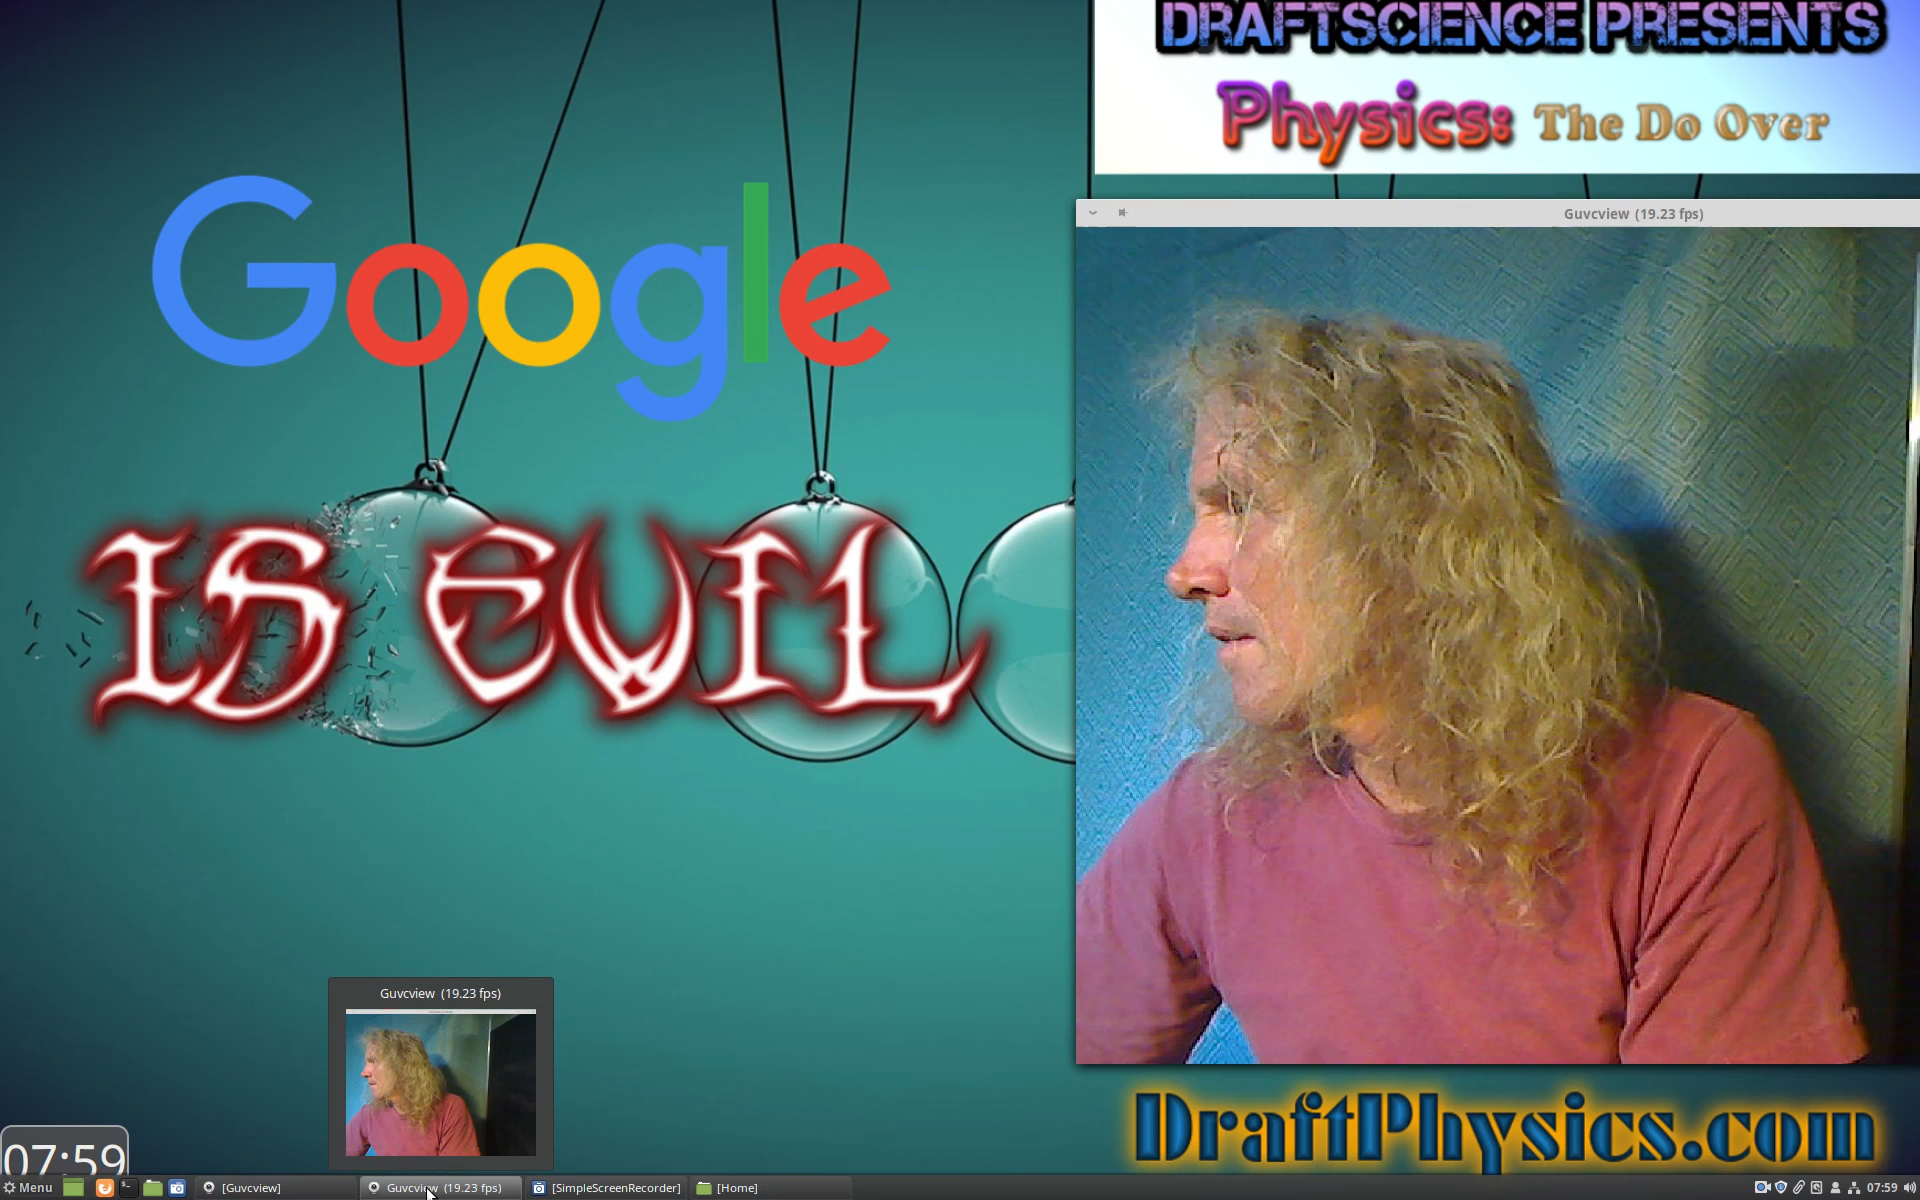 DRAFTSCIENCE PRESENTS
Physics: The Do Over
Guvcview (19.23 fps)
Google
IS EVIL
Guvcview (19.23 fps)
DraftPhysics.com
07:59
Menu
[Guvcview]
Guvcview (19.23 fps)
[SimpleScreenRecorder]
[Home]
07:59